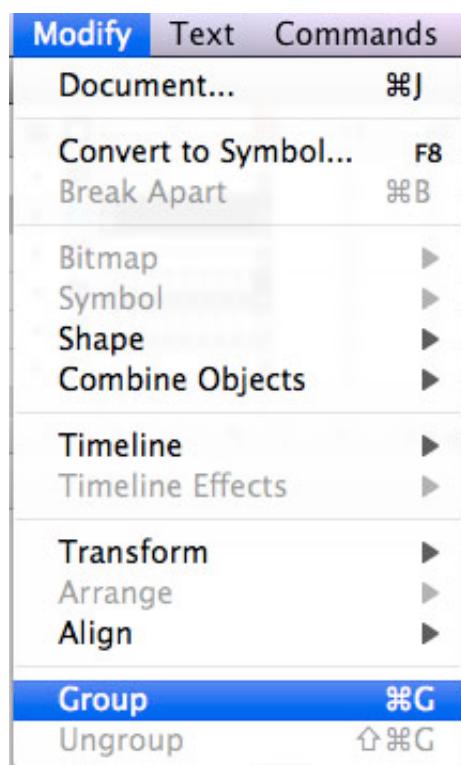 Modify Text Commands
Document... ⌘J
Convert to Symbol... F8
Break Apart ⌘B
Bitmap ▶
Symbol ▶
Shape ▶
Combine Objects ▶
Timeline ▶
Timeline Effects ▶
Transform ▶
Arrange ▶
Align ▶
Group ⌘G
Ungroup ⇧⌘G